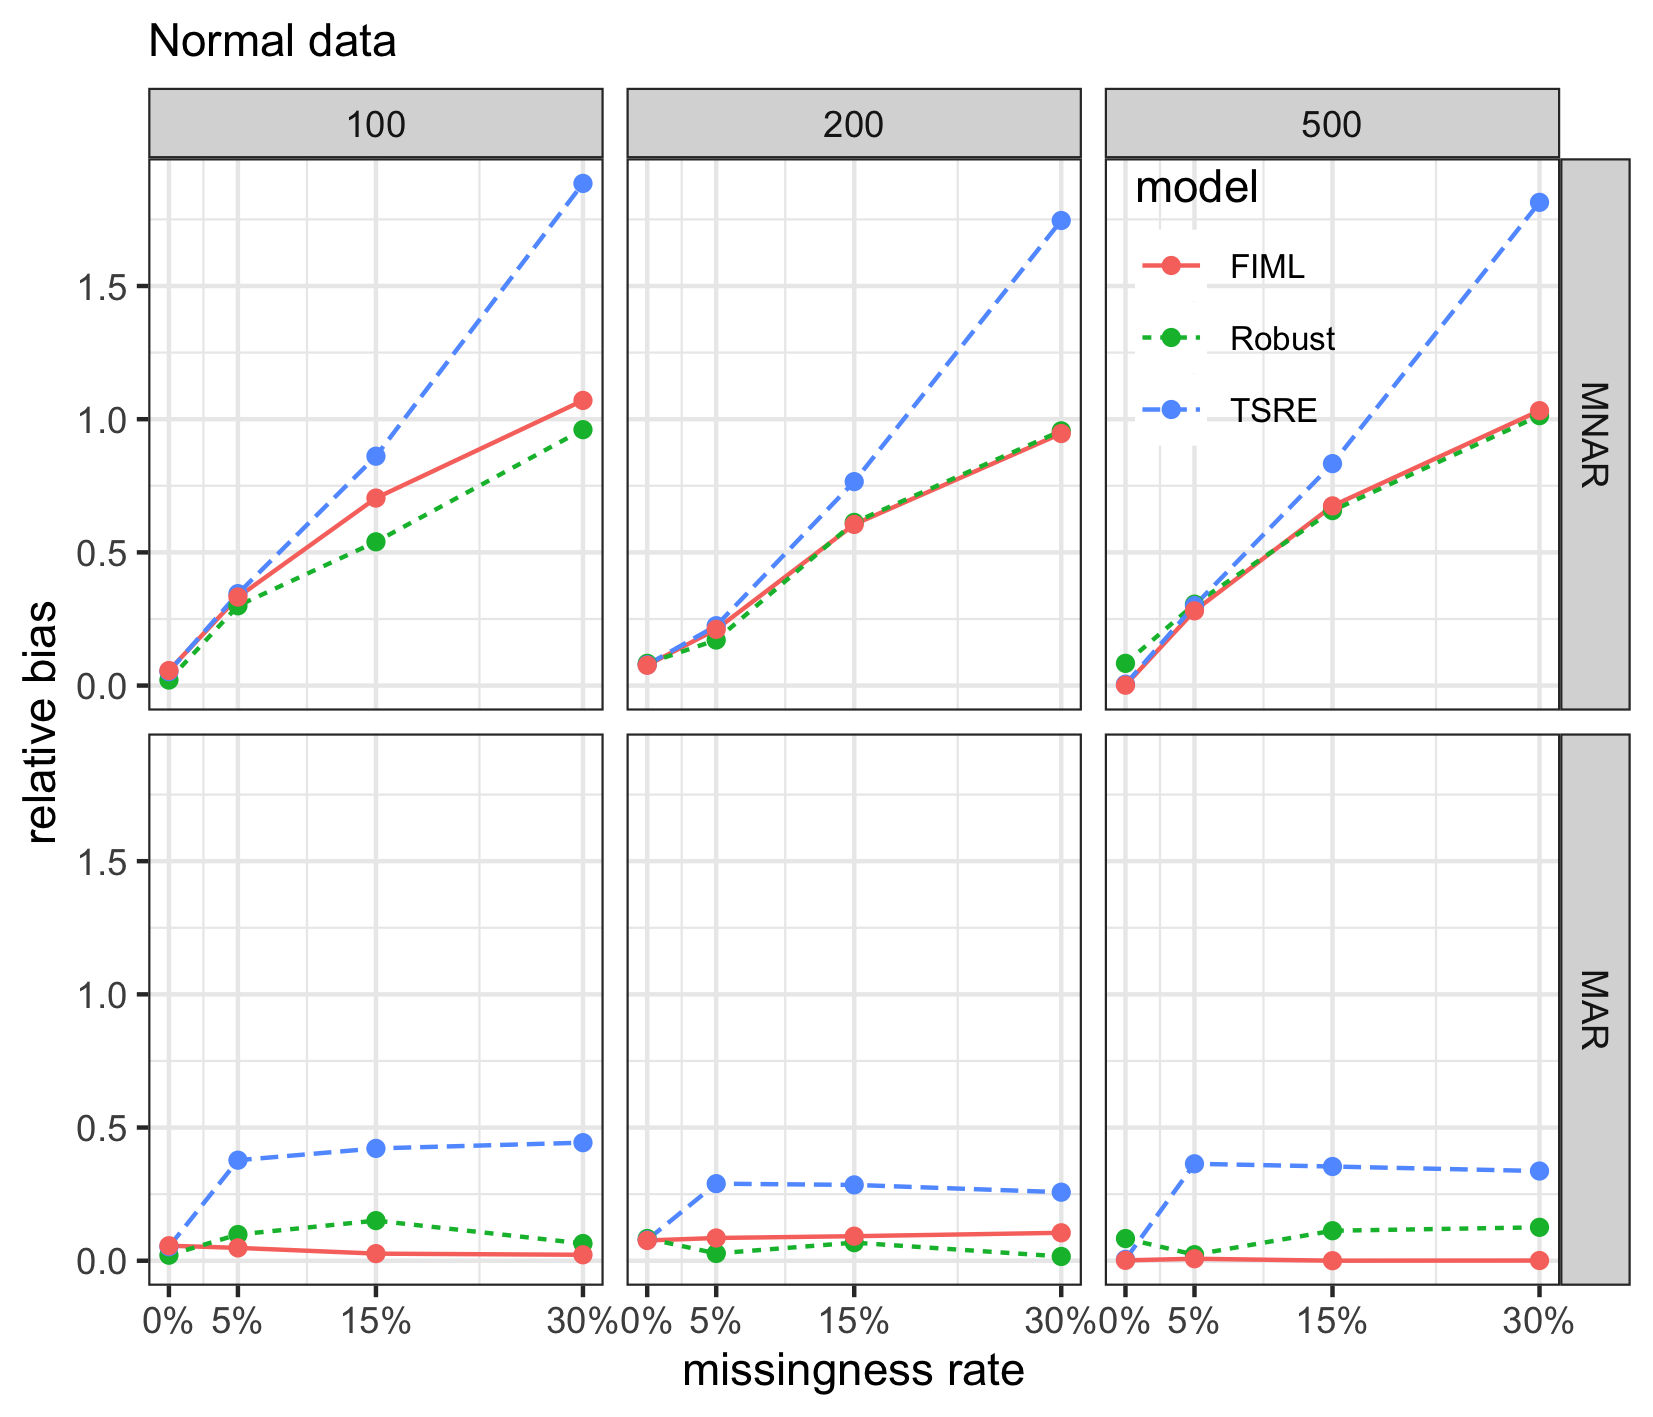 Normal data
100 200 500
model
FIML
Robust
TSRE
MNAR
1.5
1.0
0.5
0.0
relative bias
MAR
1.5
1.0
0.5
0.0
0% 5% 15% 30% 0% 5% 15% 30% 0% 5% 15% 30%
missingness rate